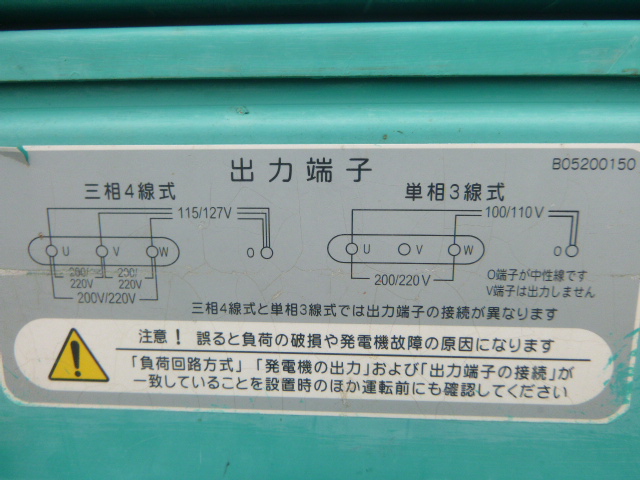 出力端子
B05200150
三相4線式
115/127V
U V W O
200/220V 200/220V
200V/220V
単相3線式
100/110V
U V W O
200/220V
O端子が中性線です
V端子は出力しません
三相4線式と単相3線式では出力端子の接続が異なります
注意! 誤ると負荷の破損や発電機故障の原因になります
「負荷回路方式」「発電機の出力」および「出力端子の接続」が
一致していることを設置時のほか運転前にも確認してください